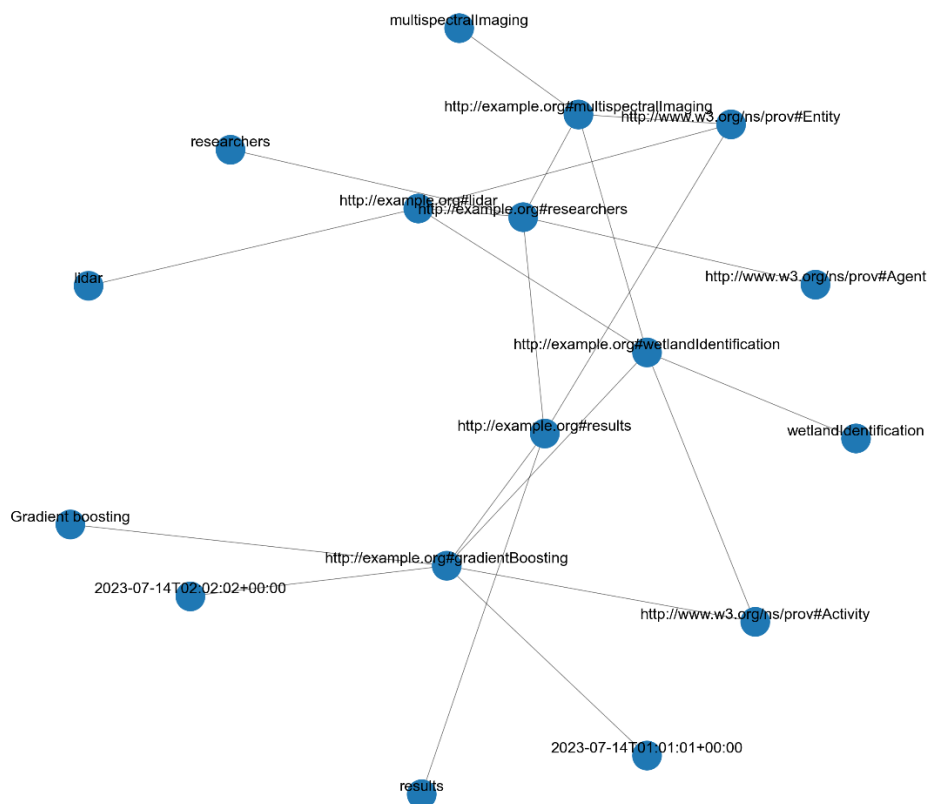 multispectralImaging
http://example.org#multispectralImaging
http://www.w3.org/ns/prov#Entity
researchers
http://example.org#lidar
http://example.org#researchers
lidar
http://www.w3.org/ns/prov#Agent
http://example.org#wetlandIdentification
http://example.org#results
wetlandIdentification
Gradient boosting
http://example.org#gradientBoosting
2023-07-14T02:02:02+00:00
http://www.w3.org/ns/prov#Activity
2023-07-14T01:01:01+00:00
results